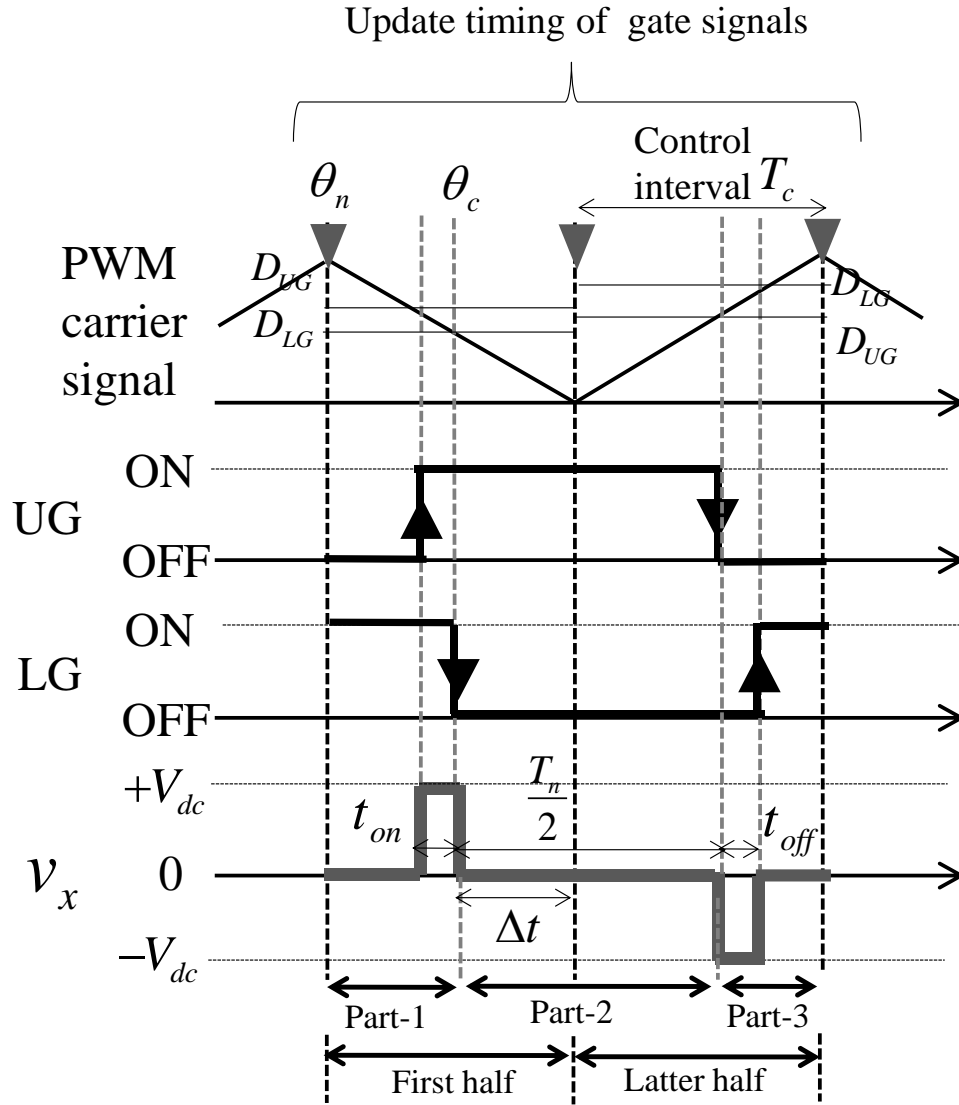 Update timing of gate signals
Control
interval T_c
θ_n
θ_c
PWM
carrier
signal
D_UG
D_LG
D_LG
D_UG
ON
UG
OFF
ON
LG
OFF
+V_dc
t_on
T_n
2
t_off
v_x
0
Δt
−V_dc
Part-1
Part-2
Part-3
First half
Latter half